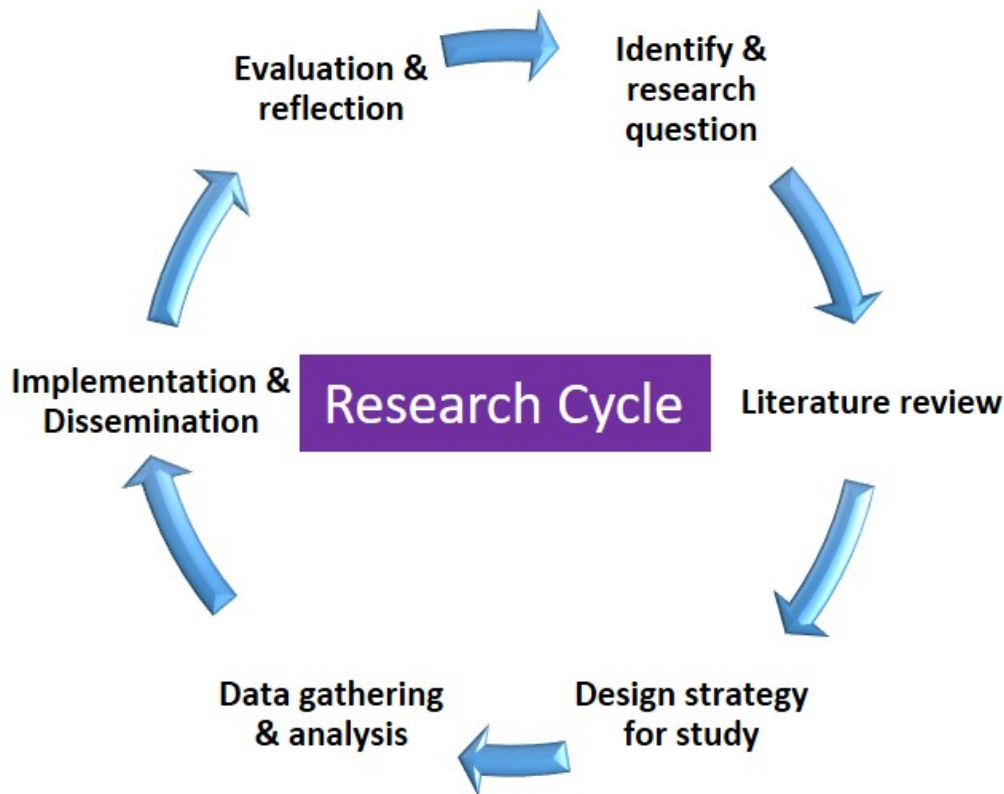 Research Cycle
Identify &
research
question
Literature review
Design strategy
for study
Data gathering
& analysis
Implementation &
Dissemination
Evaluation &
reflection